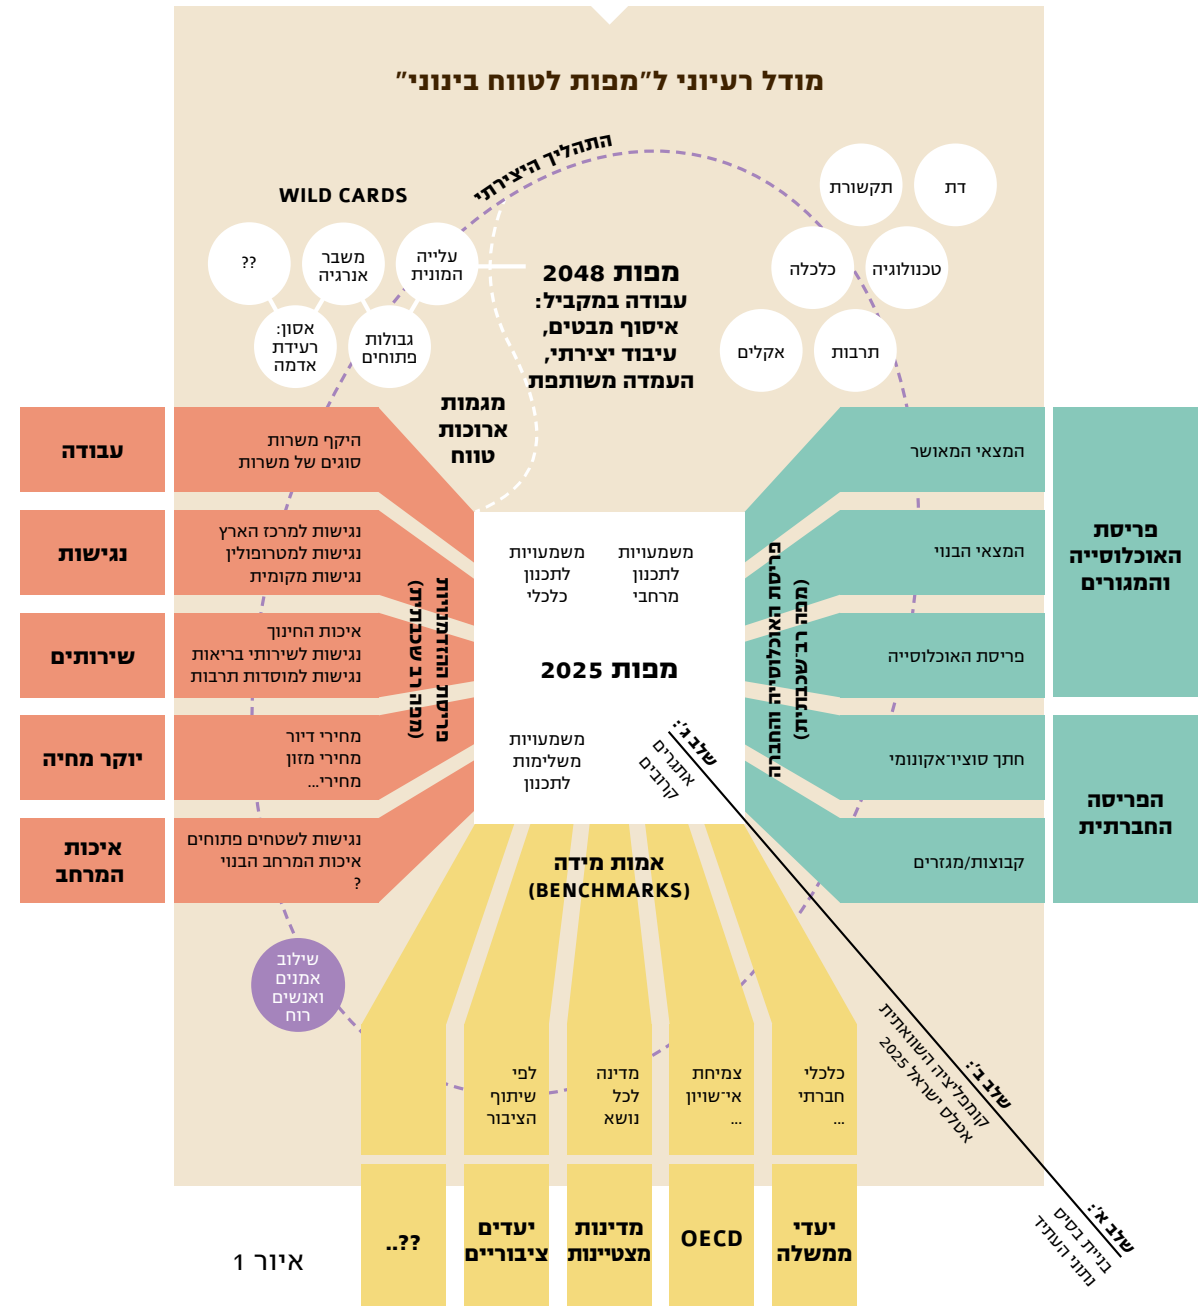 מודל רעיוני ל"מפות לטווח בינוני"
התהליך היצירתי
דת
תקשורת
טכנולוגיה
כלכלה
תרבות
אקלים
WILD CARDS
עלייה
המונית
משבר
אנרגיה
??
גבולות
פתוחים
אסון:
רעידת
אדמה
מפות 2048
עבודה במקביל:
איסוף מבטים,
עיבוד יצירתי,
העמדה משותפת
מגמות
ארוכות
טווח
פריסת
האוכלוסייה
והמגורים
המצאי המאושר
המצאי הבנוי
פריסת האוכלוסייה
הפריסה
החברתית
חתך סוציו־אקונומי
קבוצות/מגזרים
פריסת האוכלוסייה והחברה
(מפה רב־שכבתית)
משמעויות
לתכנון
מרחבי
משמעויות
לתכנון
כלכלי
מפות 2025
משמעויות
משלימות
לתכנון
פריסת ההזדמנויות
(מפה רב שכבתית)
היקף משרות
סוגים של משרות
עבודה
נגישות למרכז הארץ
נגישות למטרופולין
נגישות מקומית
נגישות
איכות החינוך
נגישות לשירותי בריאות
נגישות למוסדות תרבות
שירותים
מחירי דיור
מחירי מזון
מחירי...
יוקר מחיה
נגישות לשטחים פתוחים
איכות המרחב הבנוי
?
איכות
המרחב
שילוב
אמנים
ואנשים
רוח
אמות מידה
(BENCHMARKS)
כלכלי
חברתי
...
צמיחת
אי־שויון
...
מדינה
לכל
נושא
לפי
שיתוף
הציבור
יעדי
ממשלה
OECD
מדינות
מצטיינות
יעדים
ציבוריים
??..
שלב ג':
אתגרים
קרובים
שלב ב':
קומפליציה השוואתית
אטלס ישראל 2025
שלב א':
בניית בסיס
נתוני העתיד
איור 1